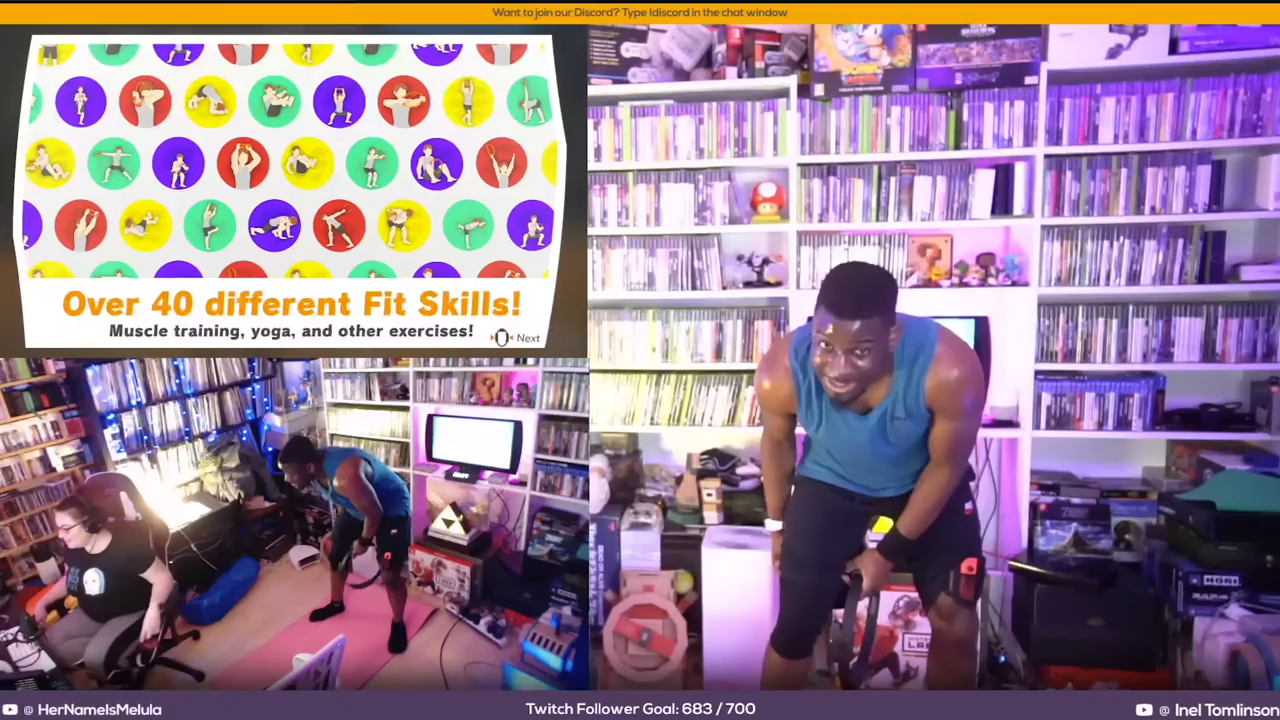 Want to join our Discord? Type !discord in the chat window
Over 40 different Fit Skills!
Muscle training, yoga, and other exercises!
Next
HORI
@ HerNameIsMelula
Twitch Follower Goal: 683 / 700
@ Inel Tomlinson